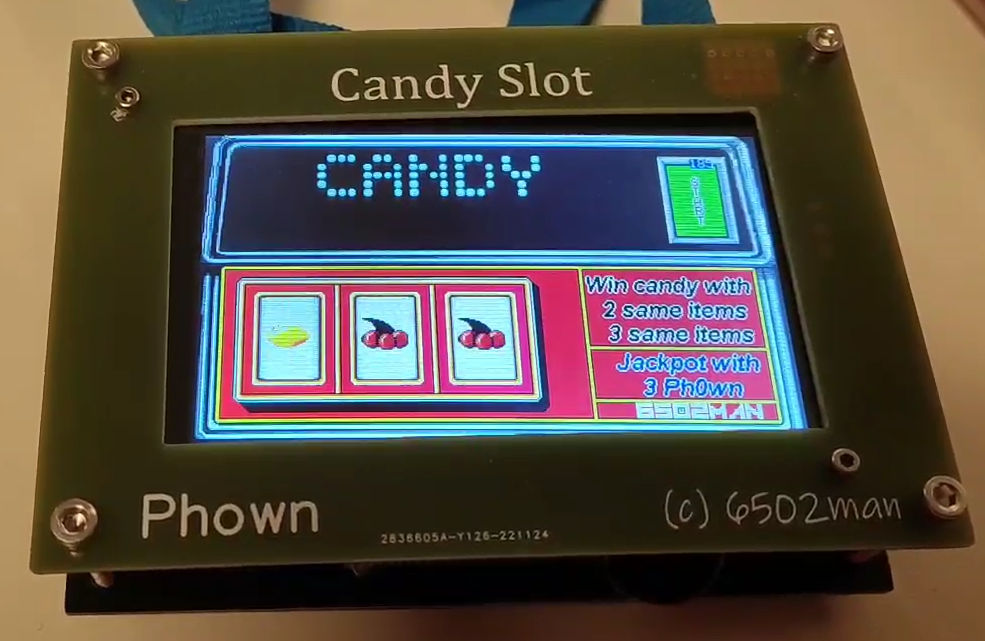 Candy Slot
CANDY
Win candy with
2 same items
3 same items
Jackpot with
3 Ph0wn
6502MAN
Phown
2836605A-Y126-221124
(c) 6502man